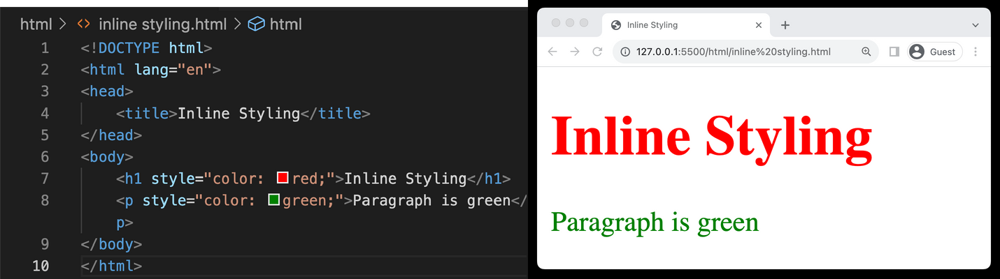 html > <> inline styling.html > html
1 <!DOCTYPE html>
2 <html lang="en">
3 <head>
4 <title>Inline Styling</title>
5 </head>
6 <body>
7 <h1 style="color: red;">Inline Styling</h1>
8 <p style="color: green;">Paragraph is green</
p>
9 </body>
10 </html>
Inline Styling
127.0.0.1:5500/html/inline%20styling.html Guest
Inline Styling
Paragraph is green